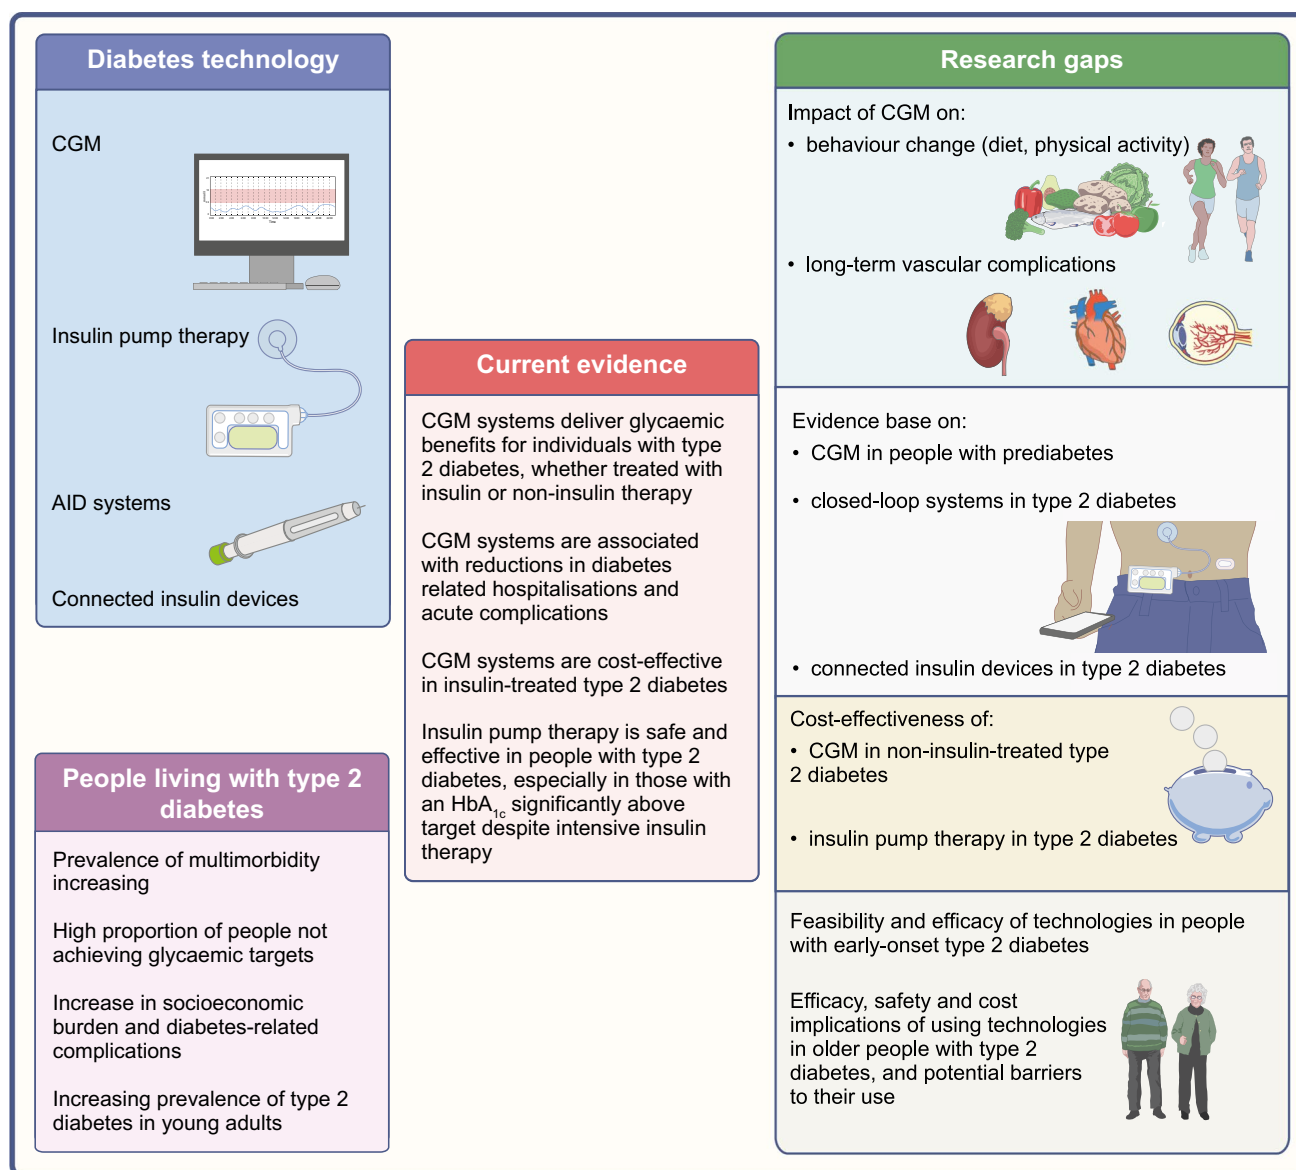 Diabetes technology
CGM
Insulin pump therapy
AID systems
Connected insulin devices
People living with type 2
diabetes
Prevalence of multimorbidity
increasing
High proportion of people not
achieving glycaemic targets
Increase in socioeconomic
burden and diabetes-related
complications
Increasing prevalence of type 2
diabetes in young adults
Current evidence
CGM systems deliver glycaemic
benefits for individuals with type
2 diabetes, whether treated with
insulin or non-insulin therapy
CGM systems are associated
with reductions in diabetes
related hospitalisations and
acute complications
CGM systems are cost-effective
in insulin-treated type 2 diabetes
Insulin pump therapy is safe and
effective in people with type 2
diabetes, especially in those with
an HbA1c significantly above
target despite intensive insulin
therapy
Research gaps
Impact of CGM on:
• behaviour change (diet, physical activity)
• long-term vascular complications
Evidence base on:
• CGM in people with prediabetes
• closed-loop systems in type 2 diabetes
• connected insulin devices in type 2 diabetes
Cost-effectiveness of:
• CGM in non-insulin-treated type
2 diabetes
• insulin pump therapy in type 2 diabetes
Feasibility and efficacy of technologies in people
with early-onset type 2 diabetes
Efficacy, safety and cost
implications of using technologies
in older people with type 2
diabetes, and potential barriers
to their use